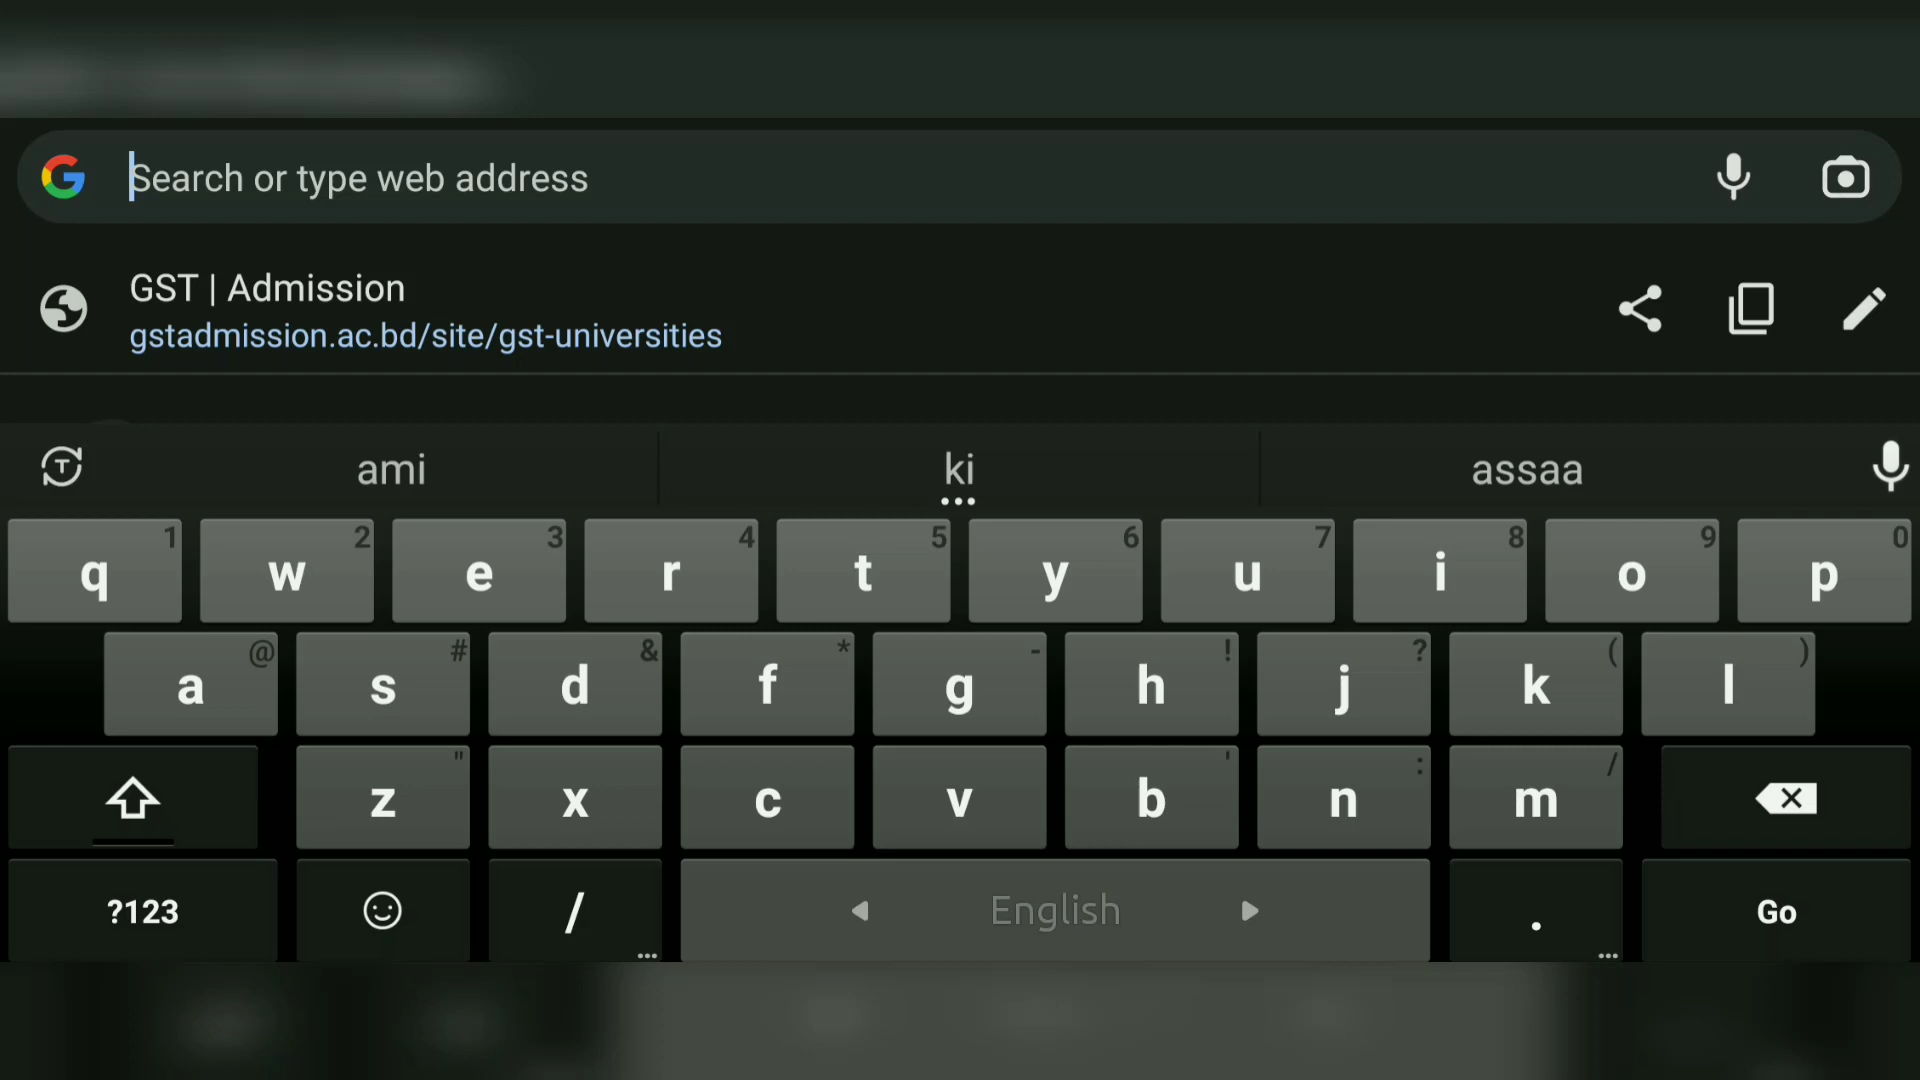 Search or type web address
GST | Admission
gstadmission.ac.bd/site/gst-universities
ami ki assaa
1 2 3 4 5 6 7 8 9 0
q w e r t y u i o p
@ # & * - ! ? ( )
a s d f g h j k l
" ' : /
z x c v b n m
?123 / English . Go